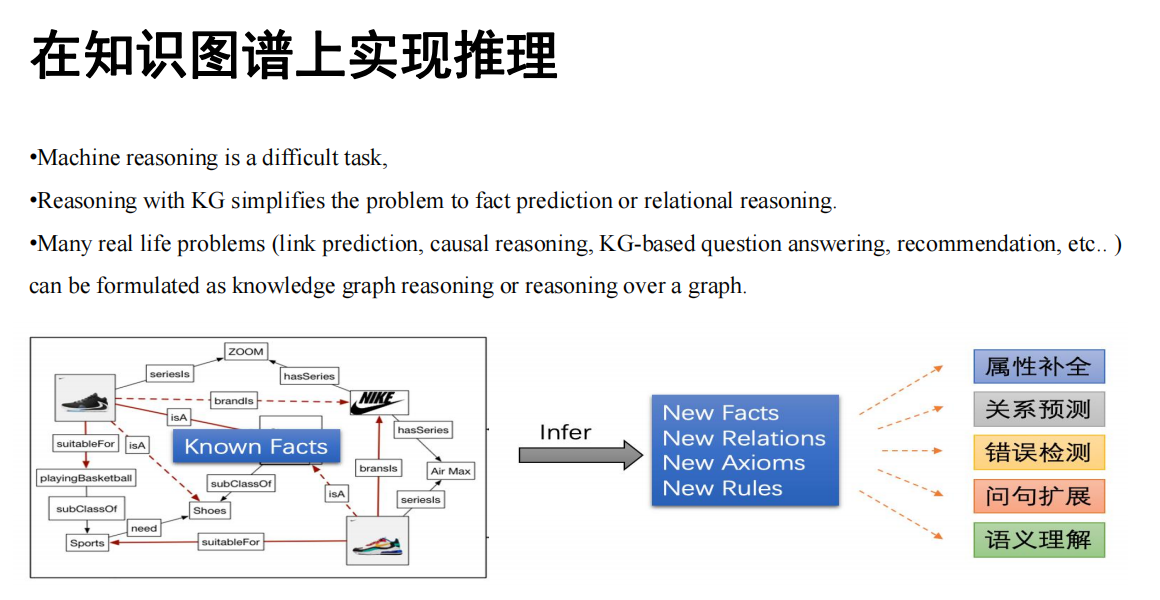 在知识图谱上实现推理
•Machine reasoning is a difficult task,
•Reasoning with KG simplifies the problem to fact prediction or relational reasoning.
•Many real life problems (link prediction, causal reasoning, KG-based question answering, recommendation, etc.. )
can be formulated as knowledge graph reasoning or reasoning over a graph.
ZOOM
seriesIs
hasSeries
brandIs
NIKE
isA
hasSeries
suitableFor
isA
Known Facts
bransIs
Air Max
playingBasketball
subClassOf
isA
seriesIs
subClassOf
Shoes
need
Sports
suitableFor
Infer
New Facts
New Relations
New Axioms
New Rules
属性补全
关系预测
错误检测
问句扩展
语义理解